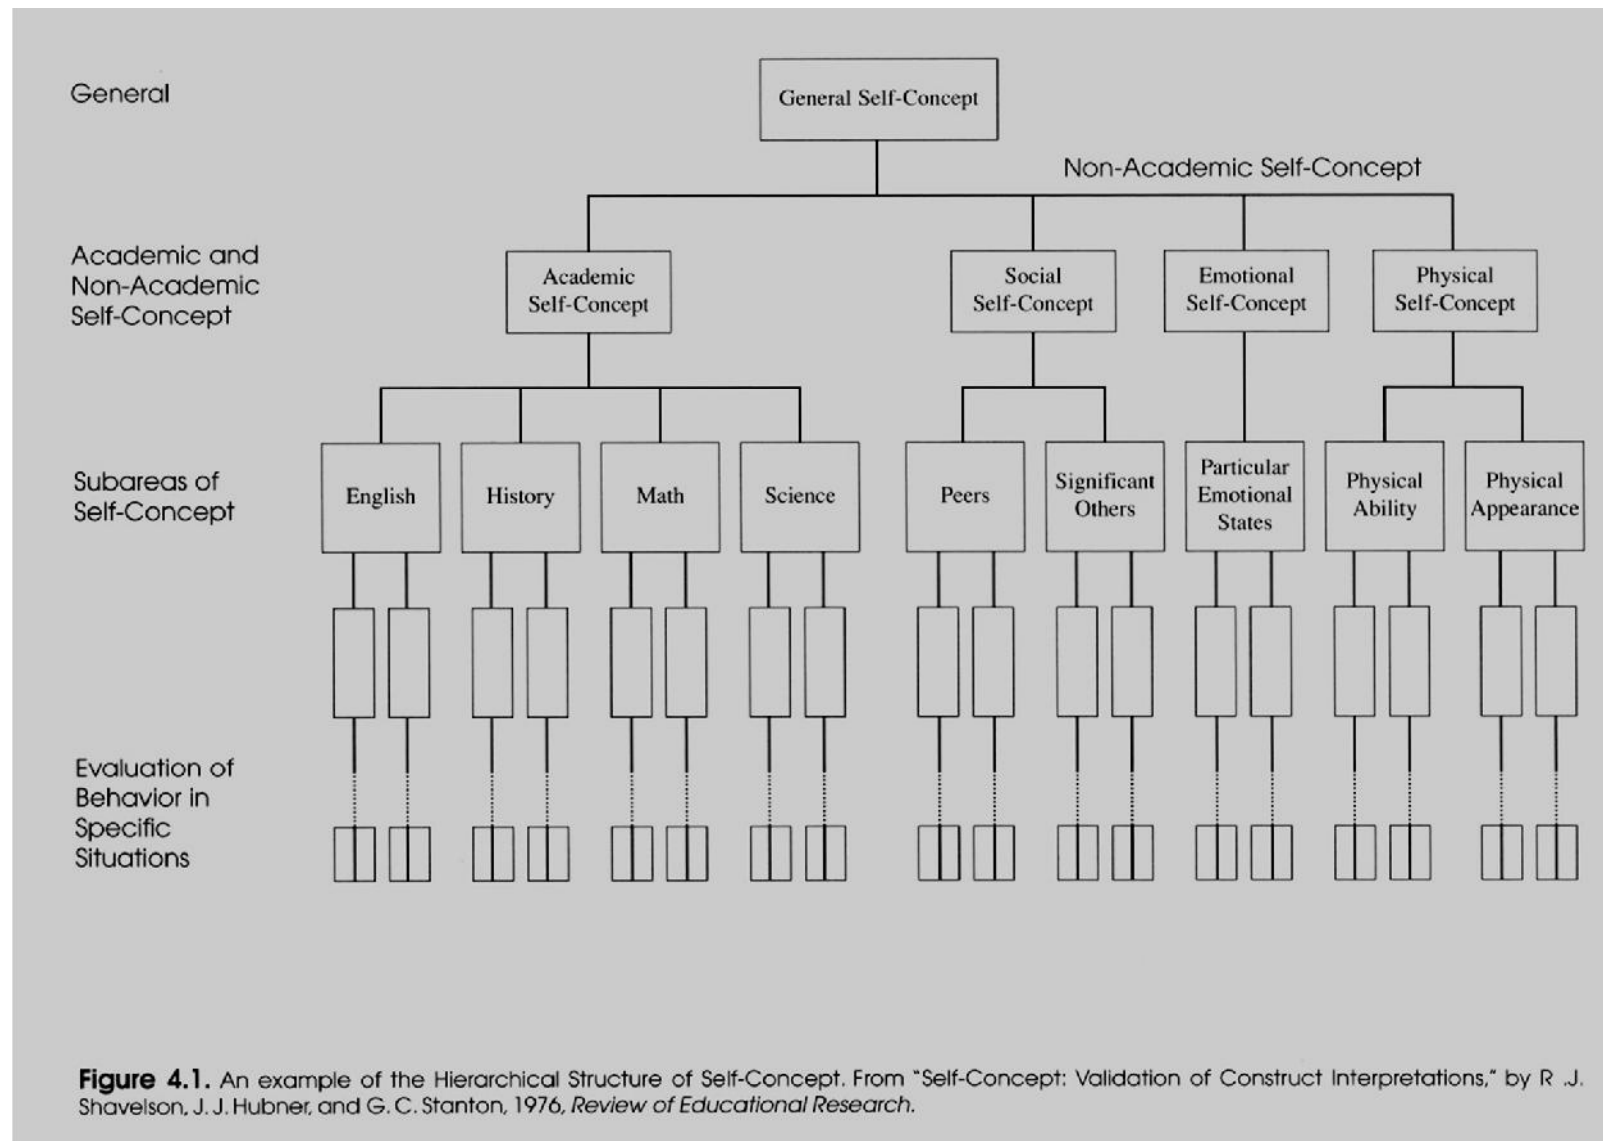 General
General Self-Concept
Non-Academic Self-Concept
Academic and
Non-Academic
Self-Concept
Academic
Self-Concept
Social
Self-Concept
Emotional
Self-Concept
Physical
Self-Concept
Subareas of
Self-Concept
English
History
Math
Science
Peers
Significant
Others
Particular
Emotional
States
Physical
Ability
Physical
Appearance
Evaluation of
Behavior in
Specific
Situations
Figure 4.1. An example of the Hierarchical Structure of Self-Concept. From "Self-Concept: Validation of Construct Interpretations," by R .J.
Shavelson, J. J. Hubner, and G. C. Stanton, 1976, Review of Educational Research.